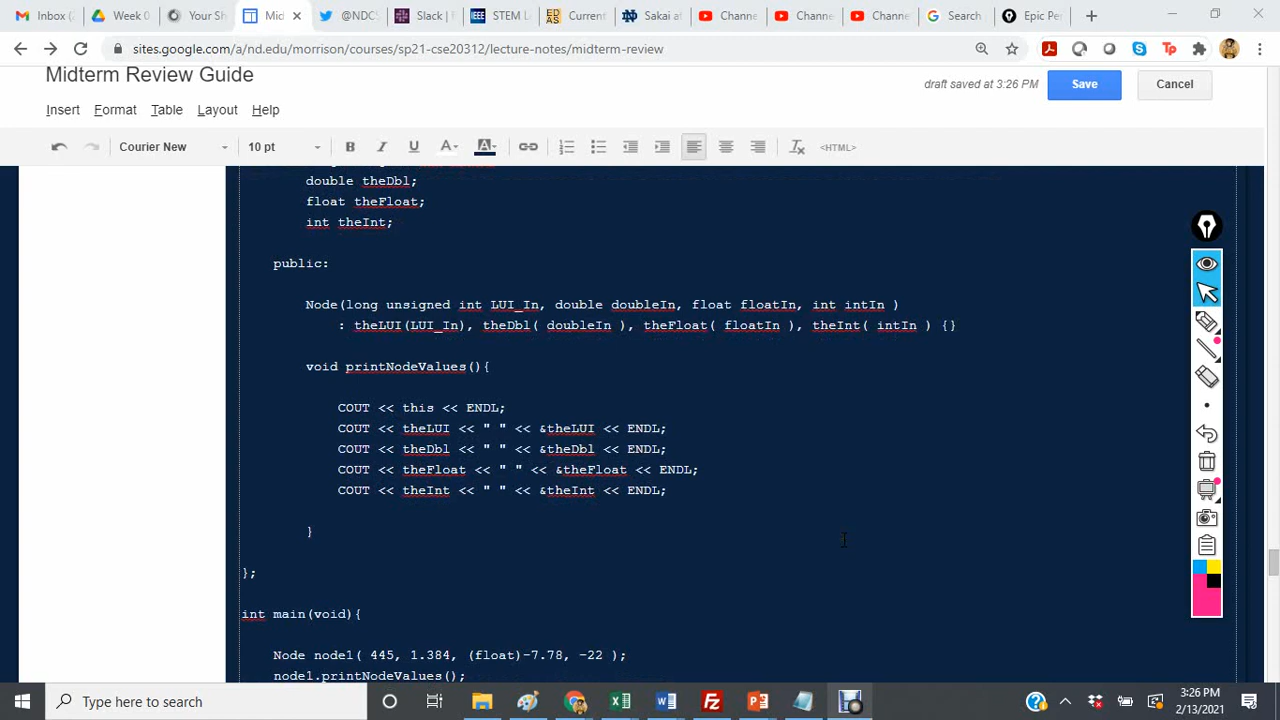 Inbox (
Week 0
Your Sh
Mid
@NDCS
Slack |
STEM L
Current
Sakai at
Channe
Channe
Channe
Search
Epic Pe
sites.google.com/a/nd.edu/morrison/courses/sp21-cse20312/lecture-notes/midterm-review
Midterm Review Guide
draft saved at 3:26 PM
Save
Cancel
Insert Format Table Layout Help
Courier New 10 pt B I U A A <HTML>
double theDbl;
float theFloat;
int theInt;
public:
Node(long unsigned int LUI_In, double doubleIn, float floatIn, int intIn )
: theLUI(LUI_In), theDbl( doubleIn ), theFloat( floatIn ), theInt( intIn ) {}
void printNodeValues(){
COUT << this << ENDL;
COUT << theLUI << " " << &theLUI << ENDL;
COUT << theDbl << " " << &theDbl << ENDL;
COUT << theFloat << " " << &theFloat << ENDL;
COUT << theInt << " " << &theInt << ENDL;
}
};
int main(void){
Node node1( 445, 1.384, (float)-7.78, -22 );
node1.printNodeValues();
Type here to search
3:26 PM
2/13/2021